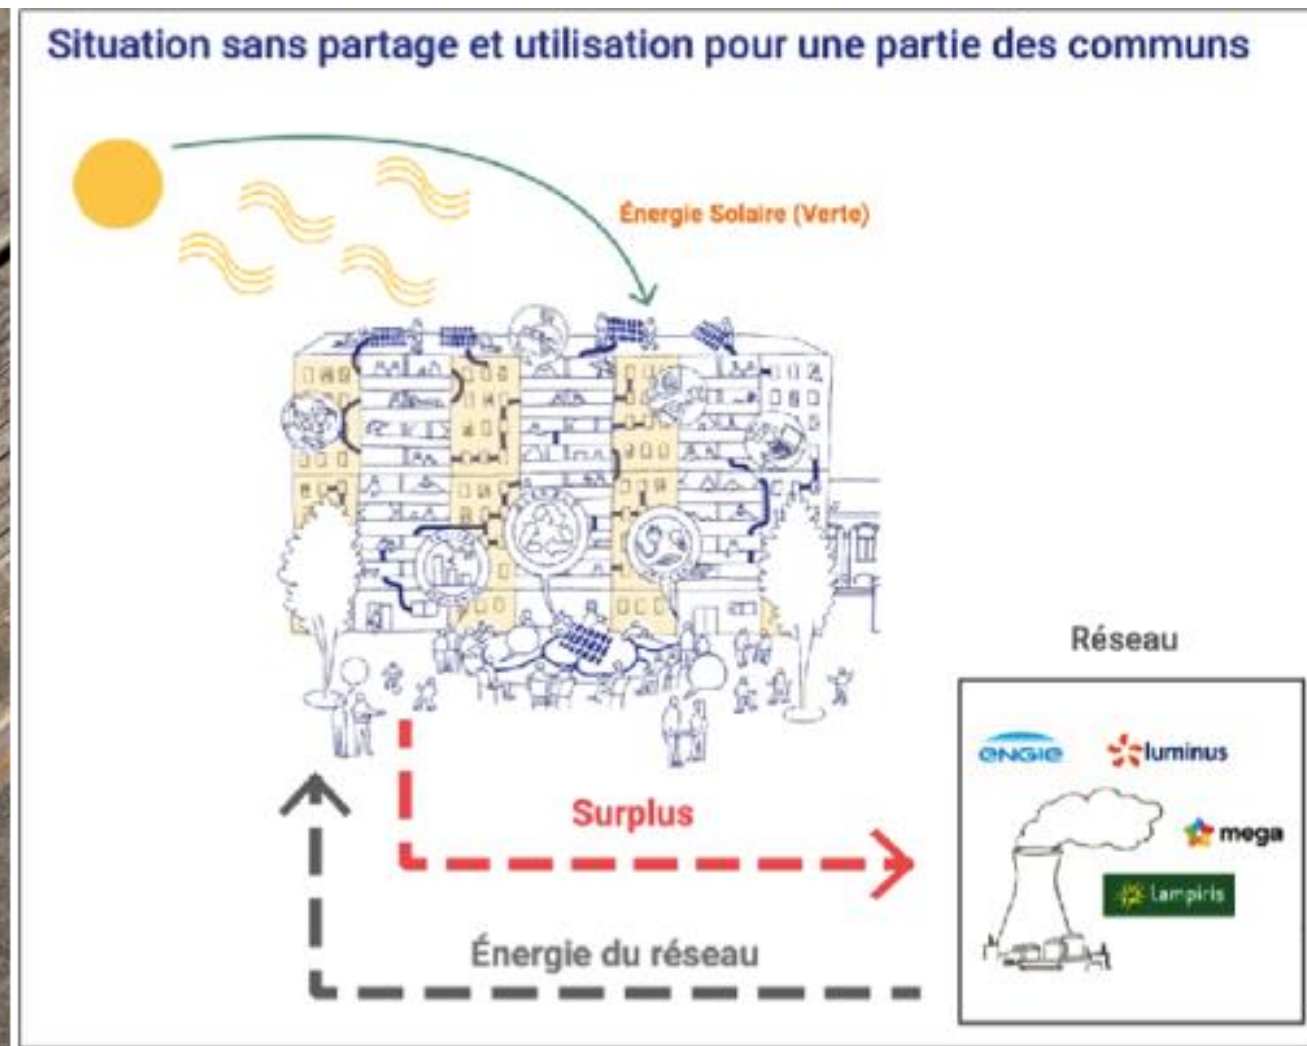 Situation sans partage et utilisation pour une partie des communs
Énergie Solaire (Verte)
Réseau
ENGIE
luminus
mega
Lampiris
Surplus
Énergie du réseau